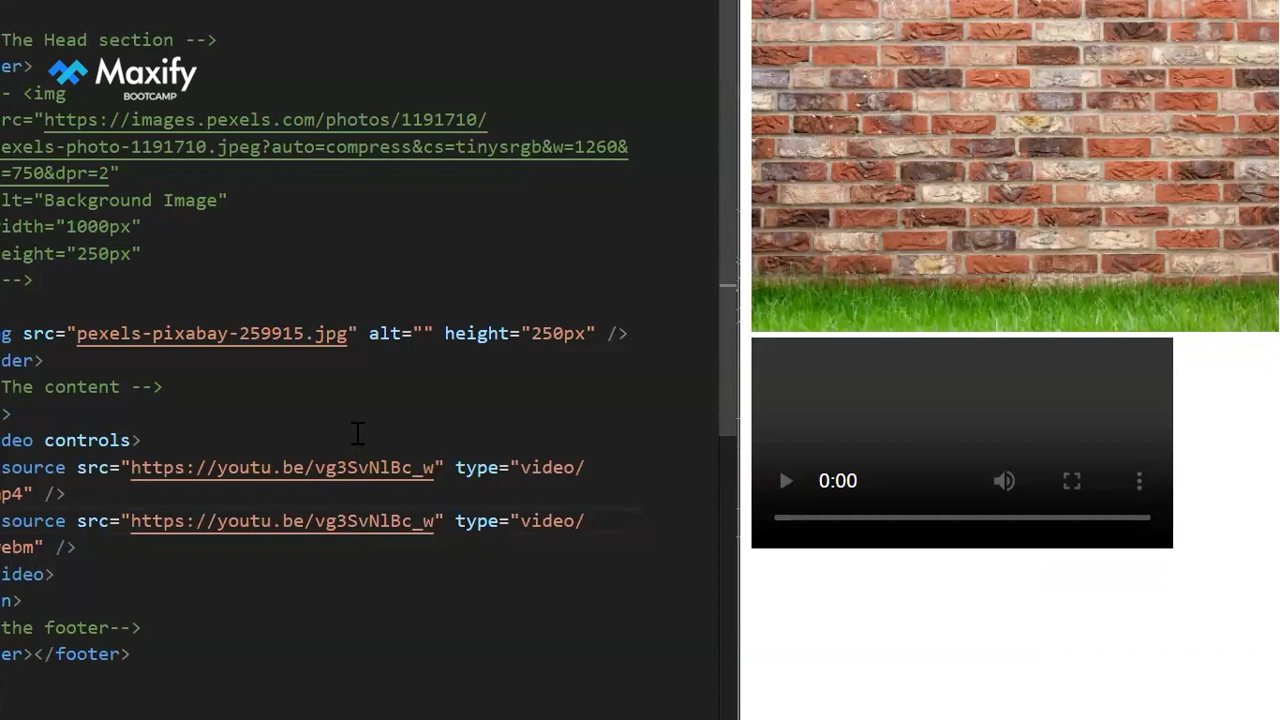 The Head section -->
er>
Maxify
BOOTCAMP
- <img
rc="https://images.pexels.com/photos/1191710/
exels-photo-1191710.jpeg?auto=compress&cs=tinysrgb&w=1260&
=750&dpr=2"
lt="Background Image"
idth="1000px"
eight="250px"
-->
g src="pexels-pixabay-259915.jpg" alt="" height="250px" />
der>
The content -->
>
deo controls>
source src="https://youtu.be/vg3SvNlBc_w" type="video/
mp4" />
source src="https://youtu.be/vg3SvNlBc_w" type="video/
webm" />
ideo>
n>
the footer-->
er></footer>
0:00